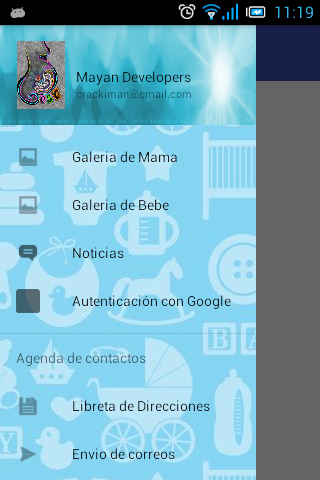 11:19
Mayan Developers
crackiman@gmail.com
Galeria de Mama
Galeria de Bebe
Noticias
Autenticación con Google
Agenda de contactos
Libreta de Direcciones
Envio de correos